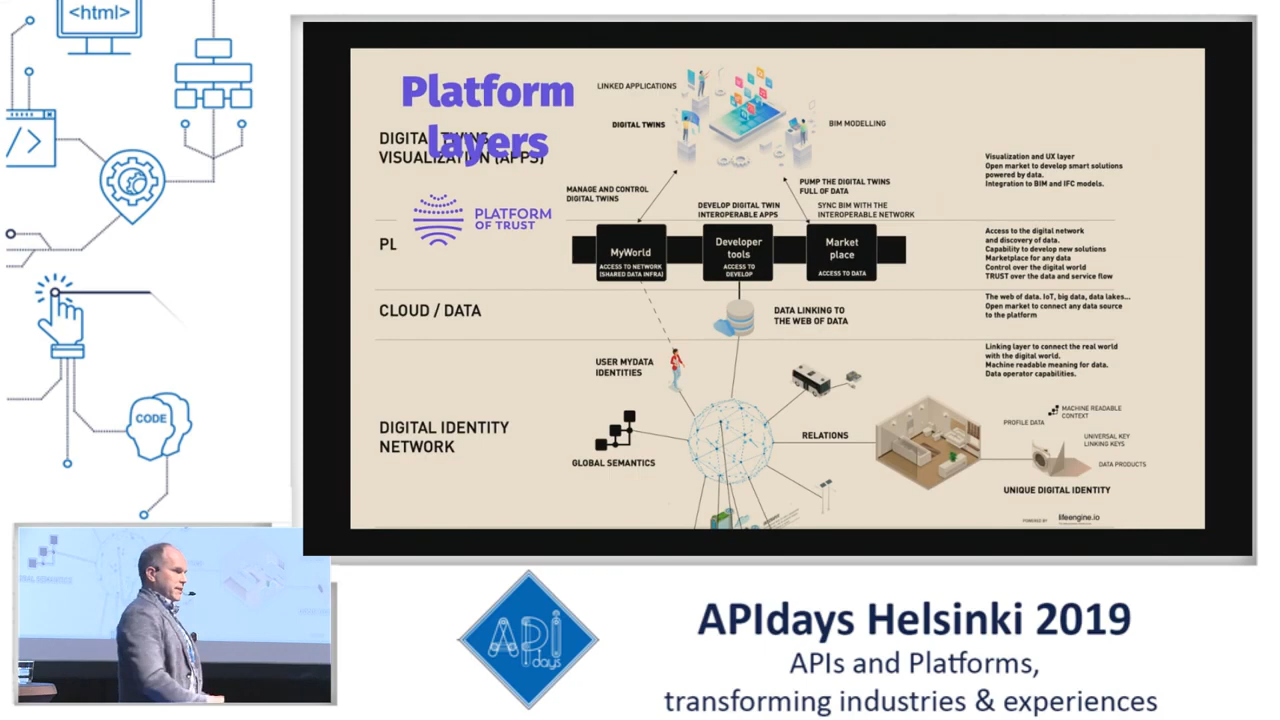 <html>
</>
CODE
Platform
layers
DIGITAL TWINS
VISUALIZATION (APPS)
LINKED APPLICATIONS
DIGITAL TWINS
BIM MODELLING
Visualization and UX layer
Open market to develop smart solutions
powered by data.
Integration to BIM and IFC models.
MANAGE AND CONTROL
DIGITAL TWINS
PUMP THE DIGITAL TWINS
FULL OF DATA
DEVELOP DIGITAL TWIN
INTEROPERABLE APPS
SYNC BIM WITH THE
INTEROPERABLE NETWORK
PLATFORM
OF TRUST
PL
MyWorld
ACCESS TO NETWORK
(SHARED DATA INFRA)
Developer
tools
ACCESS TO
DEVELOP
Market
place
ACCESS TO DATA
Access to the digital network
and discovery of data.
Capability to develop new solutions
Marketplace for any data
Control over the digital world
TRUST over the data and service flow
CLOUD / DATA
DATA LINKING TO
THE WEB OF DATA
The web of data. IoT, big data, data lakes...
Open market to connect any data source
to the platform
Linking layer to connect the real world
with the digital world.
Machine readable meaning for data.
Data operator capabilities.
USER MYDATA
IDENTITIES
DIGITAL IDENTITY
NETWORK
GLOBAL SEMANTICS
RELATIONS
MACHINE READABLE
CONTEXT
PROFILE DATA
UNIVERSAL KEY
LINKING KEYS
DATA PRODUCTS
UNIQUE DIGITAL IDENTITY
POWERED BY
lifeengine.io
API
days
APIdays Helsinki 2019
APIs and Platforms,
transforming industries & experiences